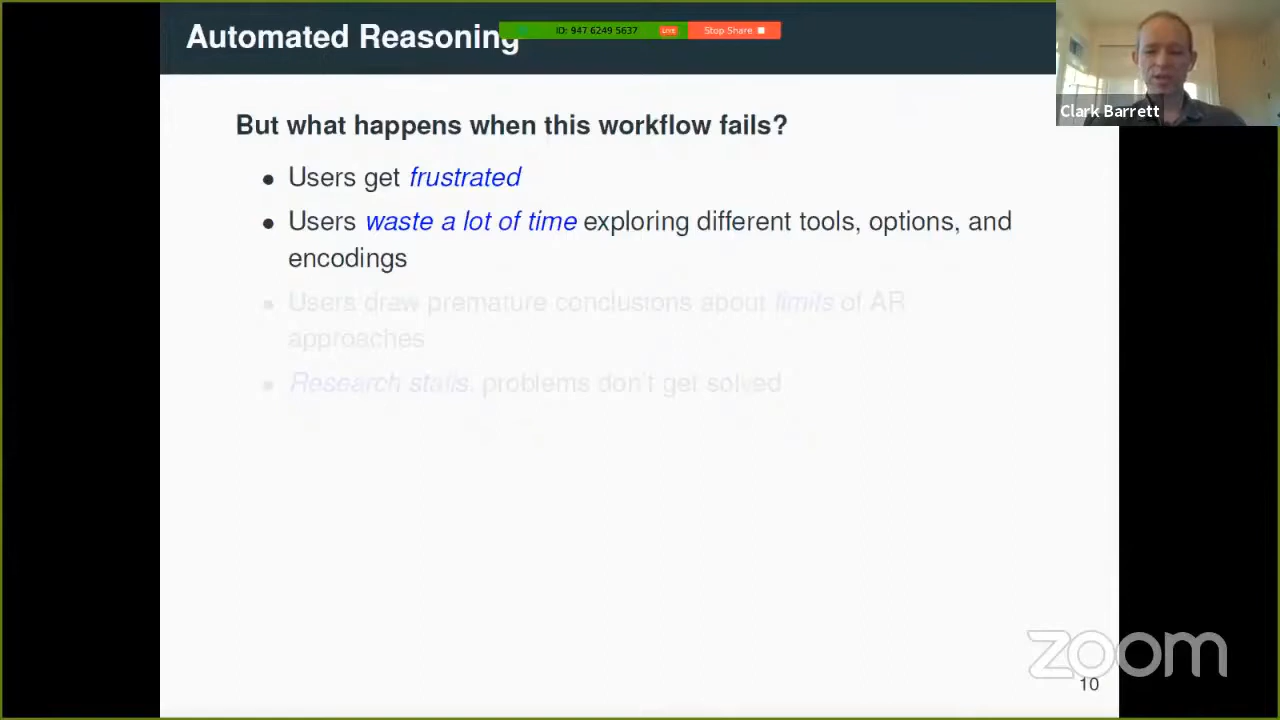 Automated Reasoning
ID: 947 6249 5637
LIVE
Stop Share
Clark Barrett
But what happens when this workflow fails?
• Users get frustrated
• Users waste a lot of time exploring different tools, options, and
encodings
• Users draw premature conclusions about limits of AR
approaches
• Research stalls, problems don't get solved
zoom
10